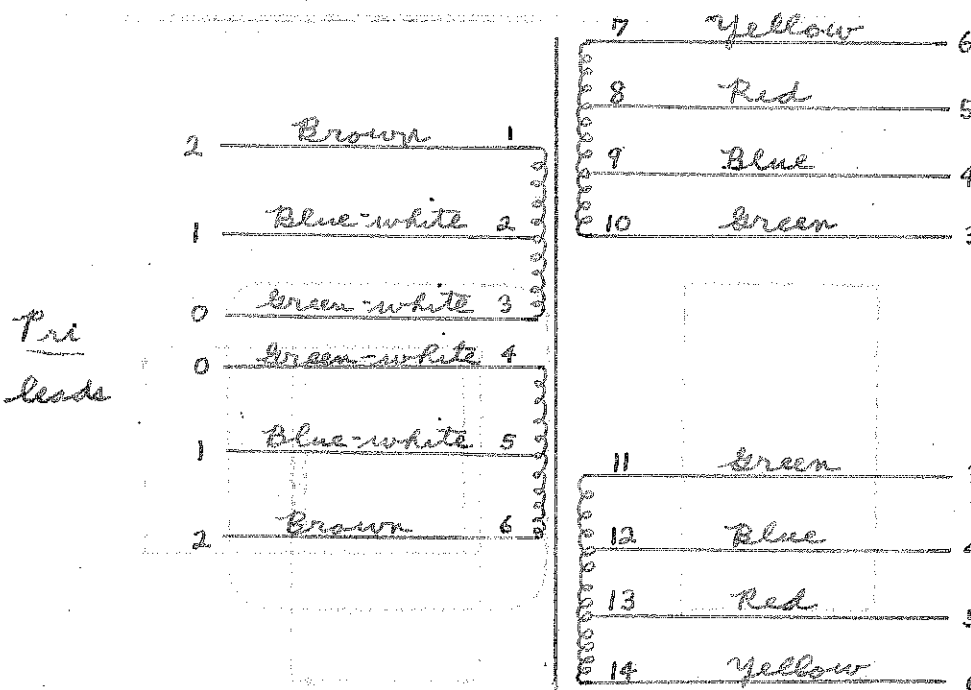 7 Yellow 6
8 Red 5
2 Brown 1
9 Blue 4
1 Blue-white 2
10 Green 3
0 Green-white 3
Pri
leads
0 Green-white 4
1 Blue-white 5
11 Green
2 Brown 6
12 Blue
13 Red
14 Yellow